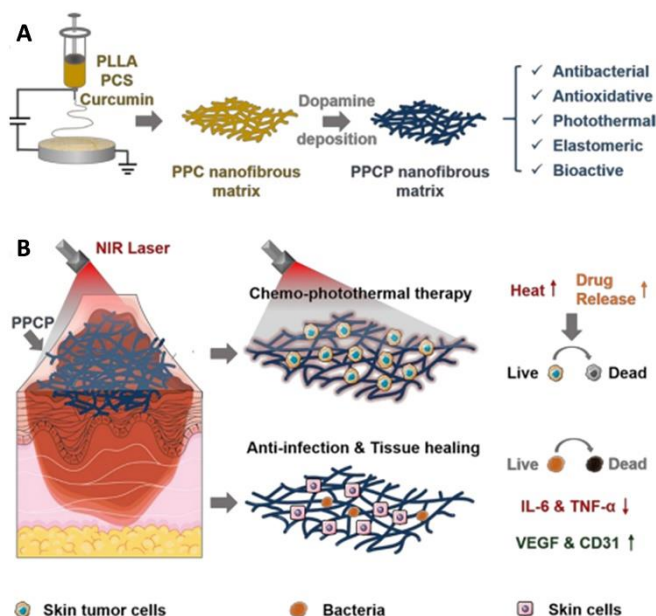 A
PLLA
PCS
Curcumin
PPC nanofibrous
matrix
Dopamine
deposition
PPCP nanofibrous
matrix
✓ Antibacterial
✓ Antioxidative
✓ Photothermal
✓ Elastomeric
✓ Bioactive
B
NIR Laser
PPCP
Chemo-photothermal therapy
Heat ↑
Drug
Release ↑
Live
Dead
Anti-infection & Tissue healing
Live
Dead
IL-6 & TNF-α ↓
VEGF & CD31 ↑
Skin tumor cells
Bacteria
Skin cells